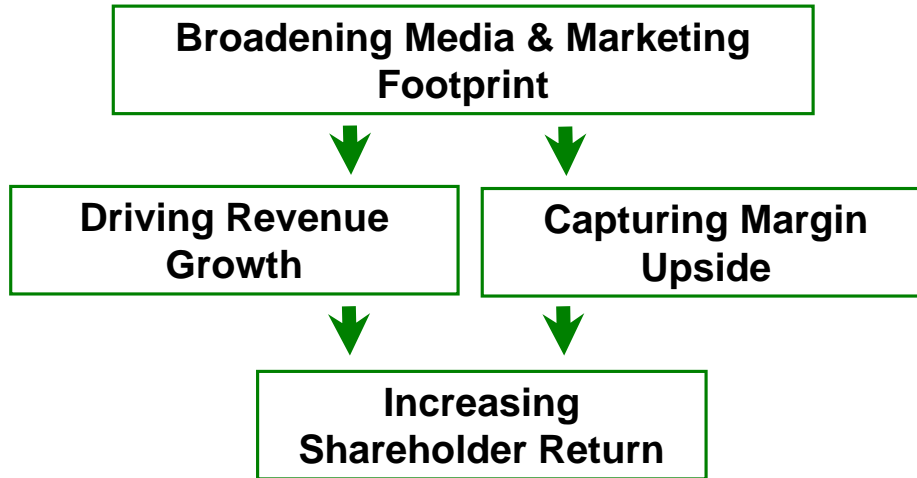 Broadening Media & Marketing
Footprint
Driving Revenue
Growth
Capturing Margin
Upside
Increasing
Shareholder Return